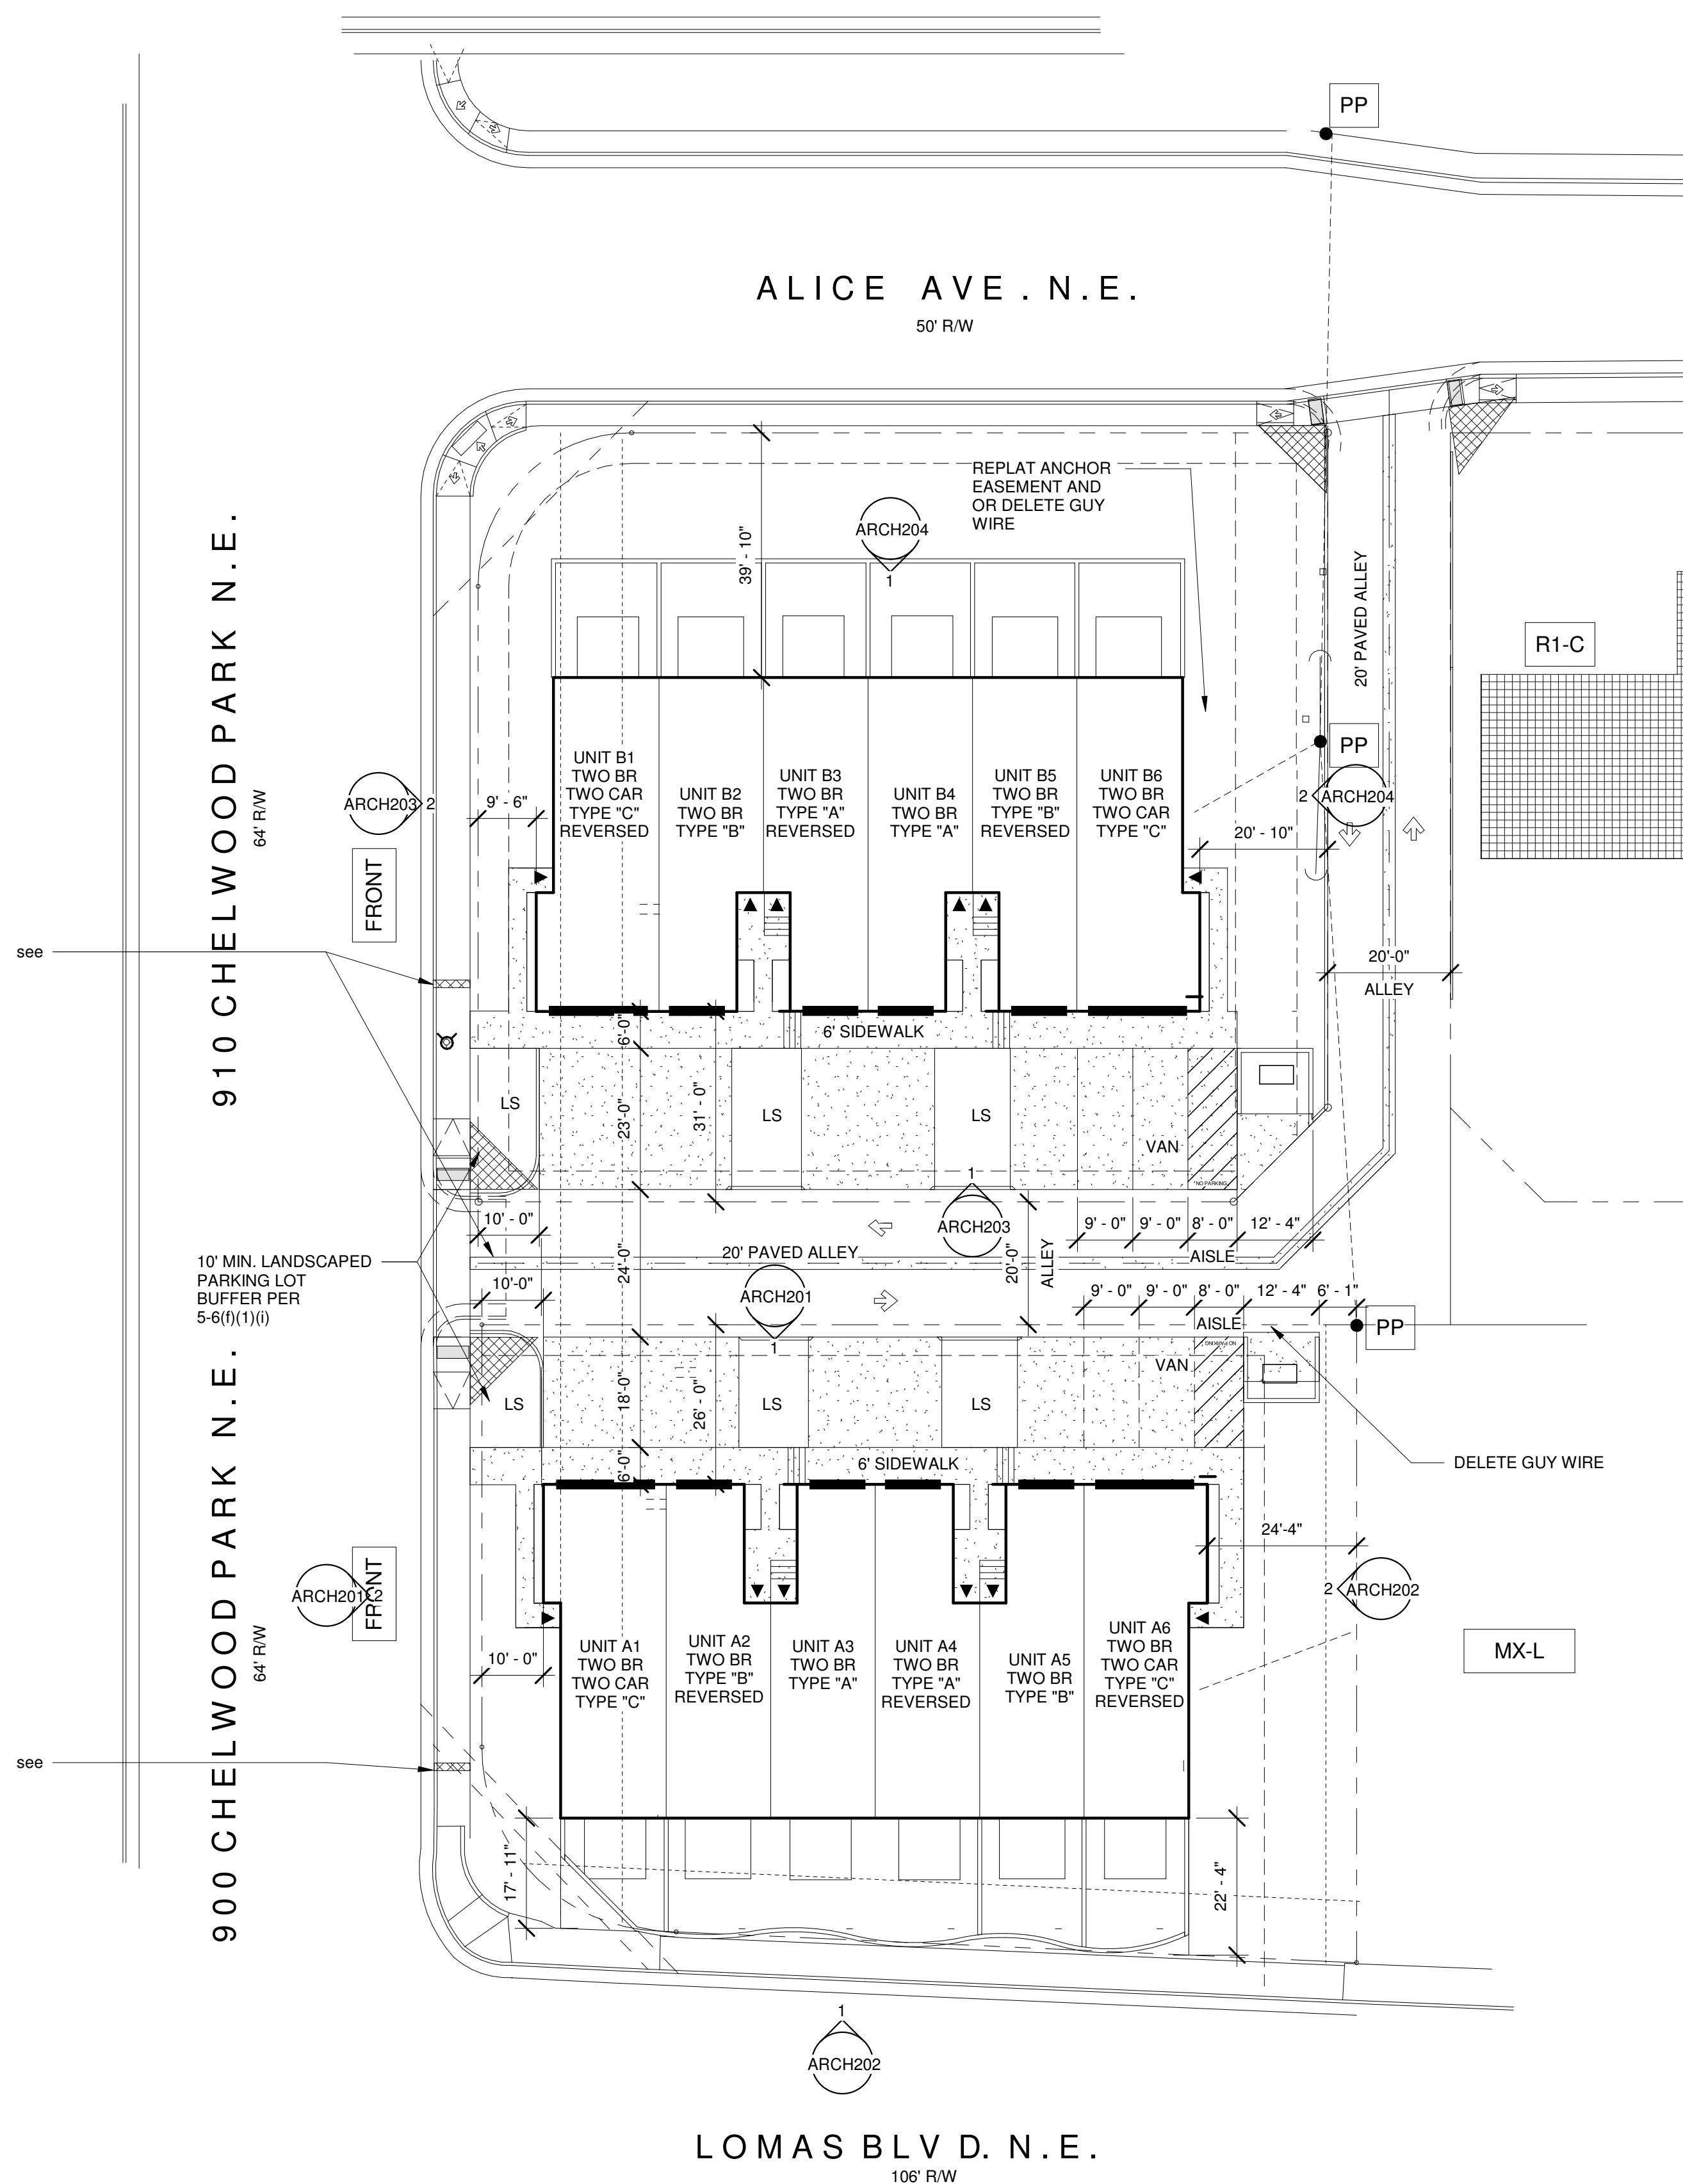 PP
ALICE AVE. N.E.
50' R/W
REPLAT ANCHOR
EASEMENT AND
OR DELETE GUY
WIRE
39' - 10"
ARCH204
1
20' PAVED ALLEY
R1-C
910 CHELWOOD PARK N.E.
64' R/W
PP
UNIT B1
TWO BR
TWO CAR
TYPE "C"
REVERSED
UNIT B2
TWO BR
TYPE "B"
UNIT B3
TWO BR
TYPE "A"
REVERSED
UNIT B4
TWO BR
TYPE "A"
UNIT B5
TWO BR
TYPE "B"
REVERSED
UNIT B6
TWO BR
TWO CAR
TYPE "C"
ARCH203
2
9' - 6"
2
ARCH204
20' - 10"
FRONT
see
20'-0"
ALLEY
6'-0"
6' SIDEWALK
LS
23'-0"
31' - 0"
LS
LS
VAN
NO PARKING
1
ARCH203
10' - 0"
9' - 0"
9' - 0"
8' - 0"
12' - 4"
20' PAVED ALLEY
AISLE
24'-0"
20'-0"
ALLEY
10' MIN. LANDSCAPED
PARKING LOT
BUFFER PER
5-6(f)(1)(i)
10'-0"
ARCH201
1
9' - 0"
9' - 0"
8' - 0"
12' - 4"
6' - 1"
AISLE
PP
NO PARKING
VAN
LS
18'-0"
26' - 0"
LS
LS
6'-0"
6' SIDEWALK
DELETE GUY WIRE
24'-4"
900 CHELWOOD PARK N.E.
64' R/W
FRONT
ARCH201
2
2
ARCH202
10' - 0"
UNIT A1
TWO BR
TWO CAR
TYPE "C"
UNIT A2
TWO BR
TYPE "B"
REVERSED
UNIT A3
TWO BR
TYPE "A"
UNIT A4
TWO BR
TYPE "A"
REVERSED
UNIT A5
TWO BR
TYPE "B"
UNIT A6
TWO BR
TWO CAR
TYPE "C"
REVERSED
MX-L
see
17' - 11"
22' - 4"
1
ARCH202
LOMAS BLVD. N.E.
106' R/W